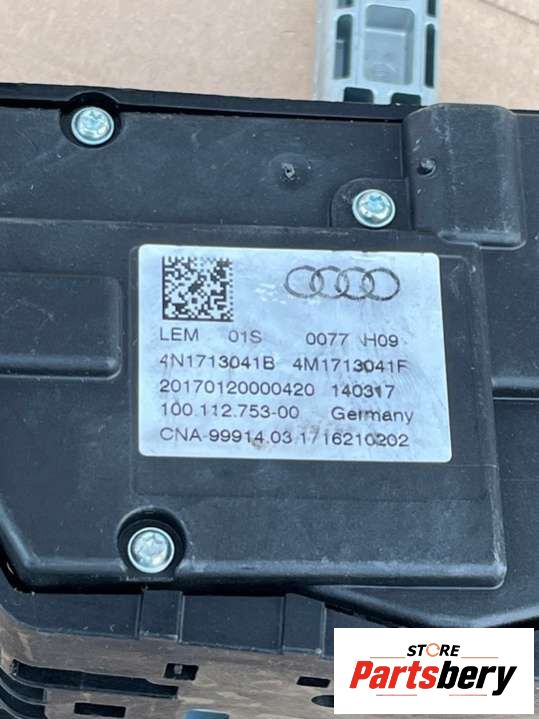 LEM 01S 0077 H09
4N1713041B 4M1713041F
20170120000420 140317
100.112.753-00 Germany
CNA-99914.03 1716210202
STORE
Partsbery